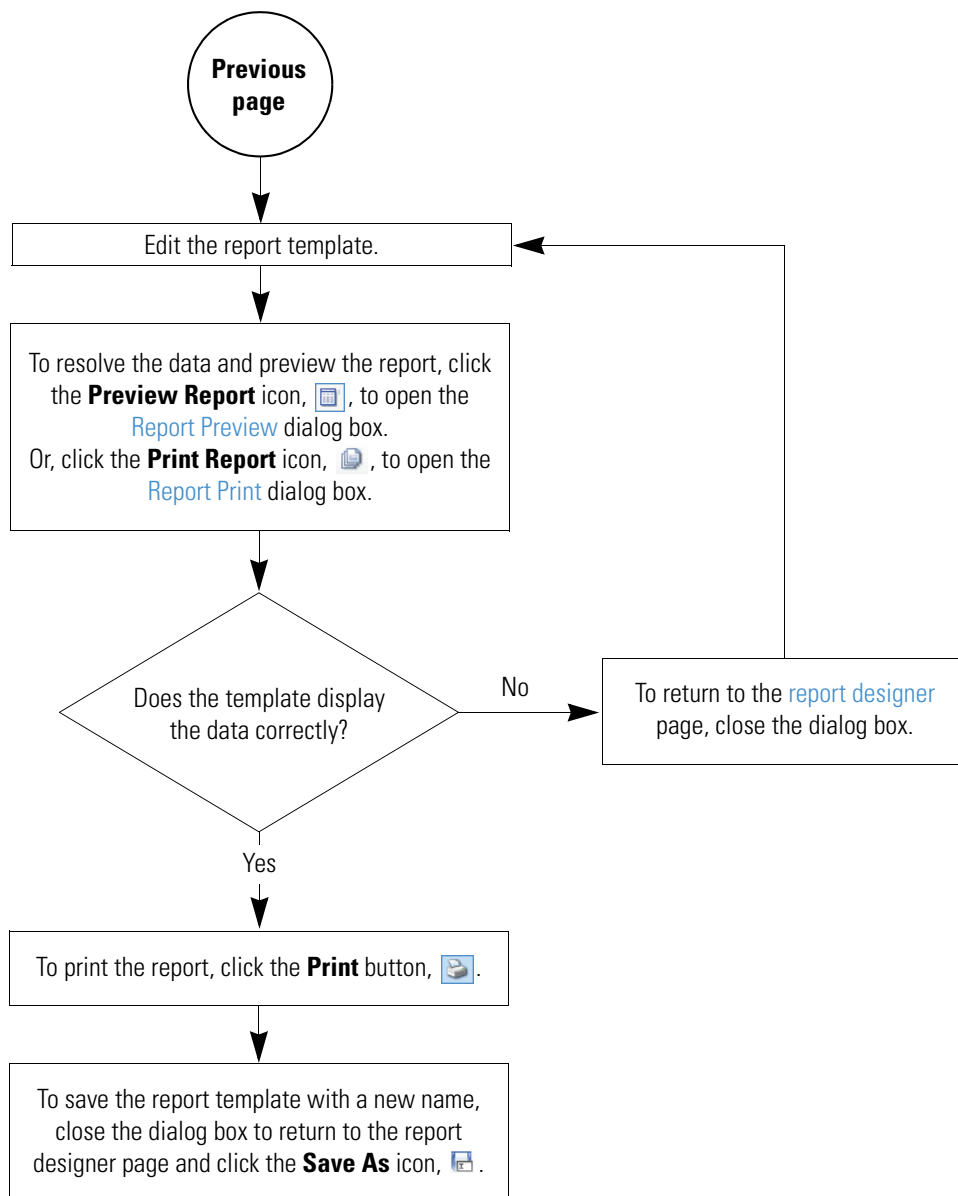 Previous
page
Edit the report template.
To resolve the data and preview the report, click
the Preview Report icon, , to open the
Report Preview dialog box.
Or, click the Print Report icon, , to open the
Report Print dialog box.
Does the template display
the data correctly?
No
To return to the report designer
page, close the dialog box.
Yes
To print the report, click the Print button, .
To save the report template with a new name,
close the dialog box to return to the report
designer page and click the Save As icon, .